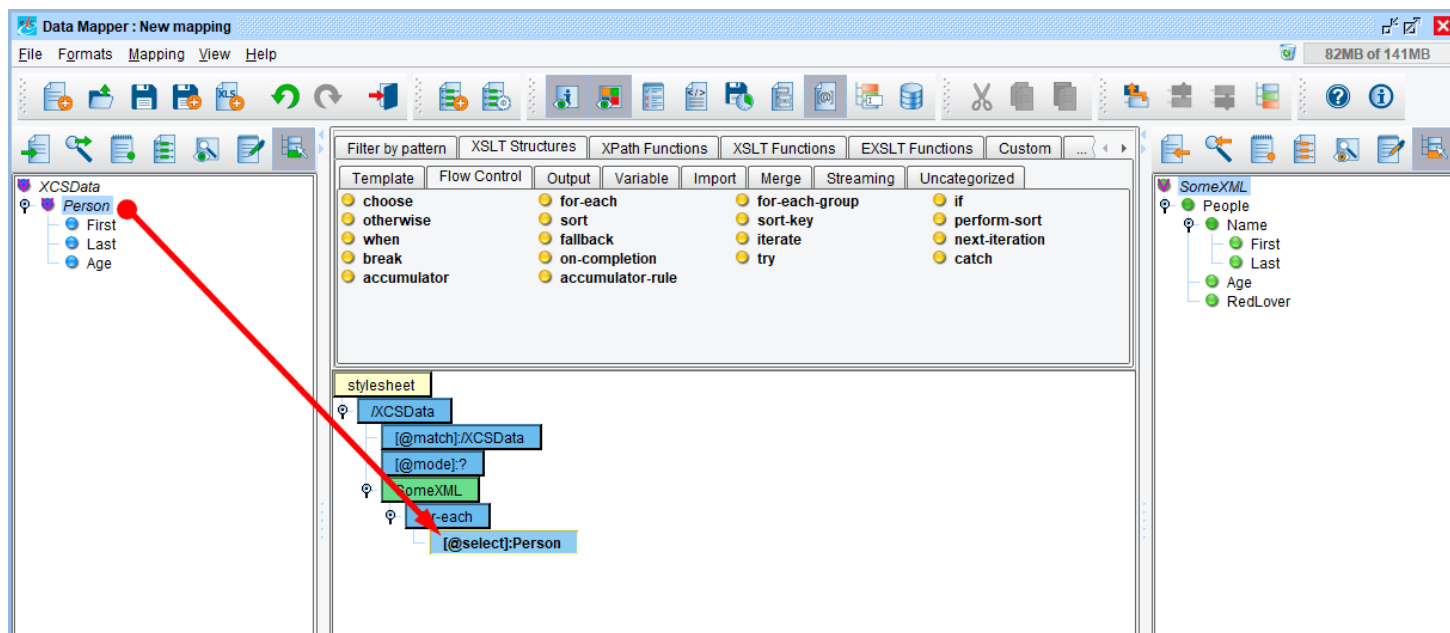 Data Mapper : New mapping
File Formats Mapping View Help
82MB of 141MB
XLS
Filter by pattern XSLT Structures XPath Functions XSLT Functions EXSLT Functions Custom ...
Template Flow Control Output Variable Import Merge Streaming Uncategorized
choose for-each for-each-group if
otherwise sort sort-key perform-sort
when fallback iterate next-iteration
break on-completion try catch
accumulator accumulator-rule
XCSData
Person
First
Last
Age
stylesheet
/XCSData
[@match]:/XCSData
[@mode]:?
SomeXML
r-each
[@select]:Person
SomeXML
People
Name
First
Last
Age
RedLover